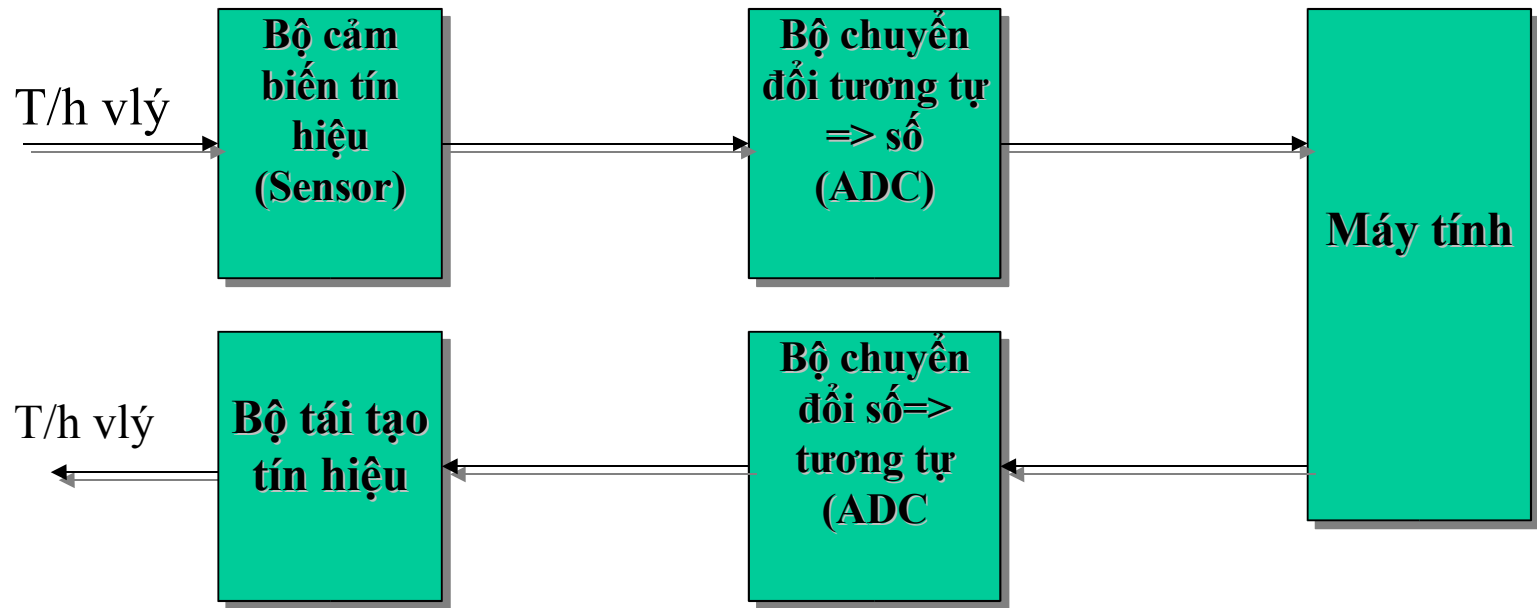 T/h vlý
Bộ cảm
biến tín
hiệu
(Sensor)
Bộ chuyển
đổi tương tự
=> số
(ADC)
Máy tính
T/h vlý
Bộ tái tạo
tín hiệu
Bộ chuyển
đổi số=>
tương tự
(ADC